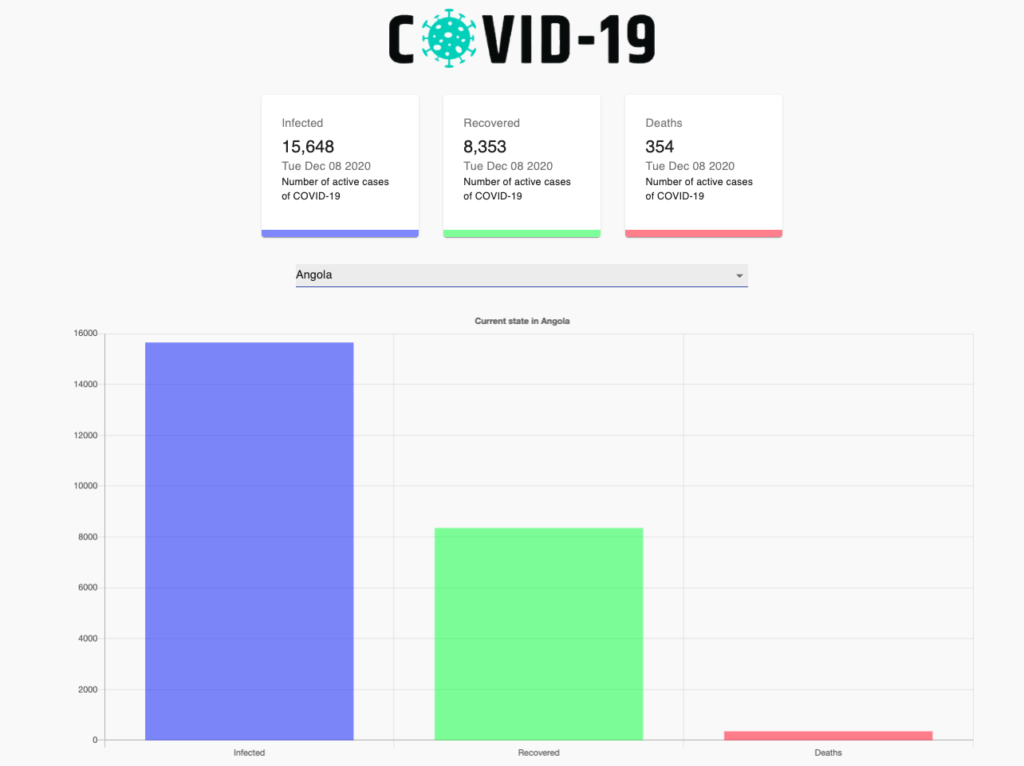 COVID-19
Infected
15,648
Tue Dec 08 2020
Number of active cases
of COVID-19
Recovered
8,353
Tue Dec 08 2020
Number of active cases
of COVID-19
Deaths
354
Tue Dec 08 2020
Number of active cases
of COVID-19
Angola
Current state in Angola
16000
14000
12000
10000
8000
6000
4000
2000
0
Infected
Recovered
Deaths